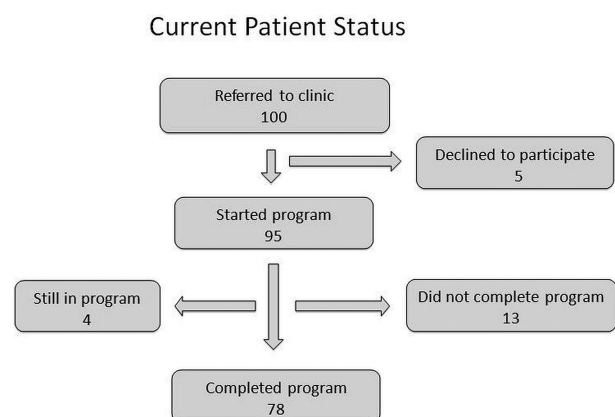 Current Patient Status
Referred to clinic
100
Declined to participate
5
Started program
95
Still in program
4
Did not complete program
13
Completed program
78